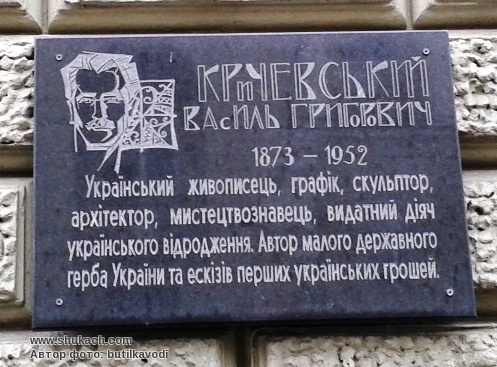 КРИЧЕВСЬКИЙ
ВАСИЛЬ ГРИГОРОВИЧ
1873 – 1952
Український живописець, графік, скульптор,
архітектор, мистецтвознавець, видатний діяч
українського відродження. Автор малого державного
герба України та ескізів перших українських грошей.
www.shukach.com
Автор фото: butilkavodi